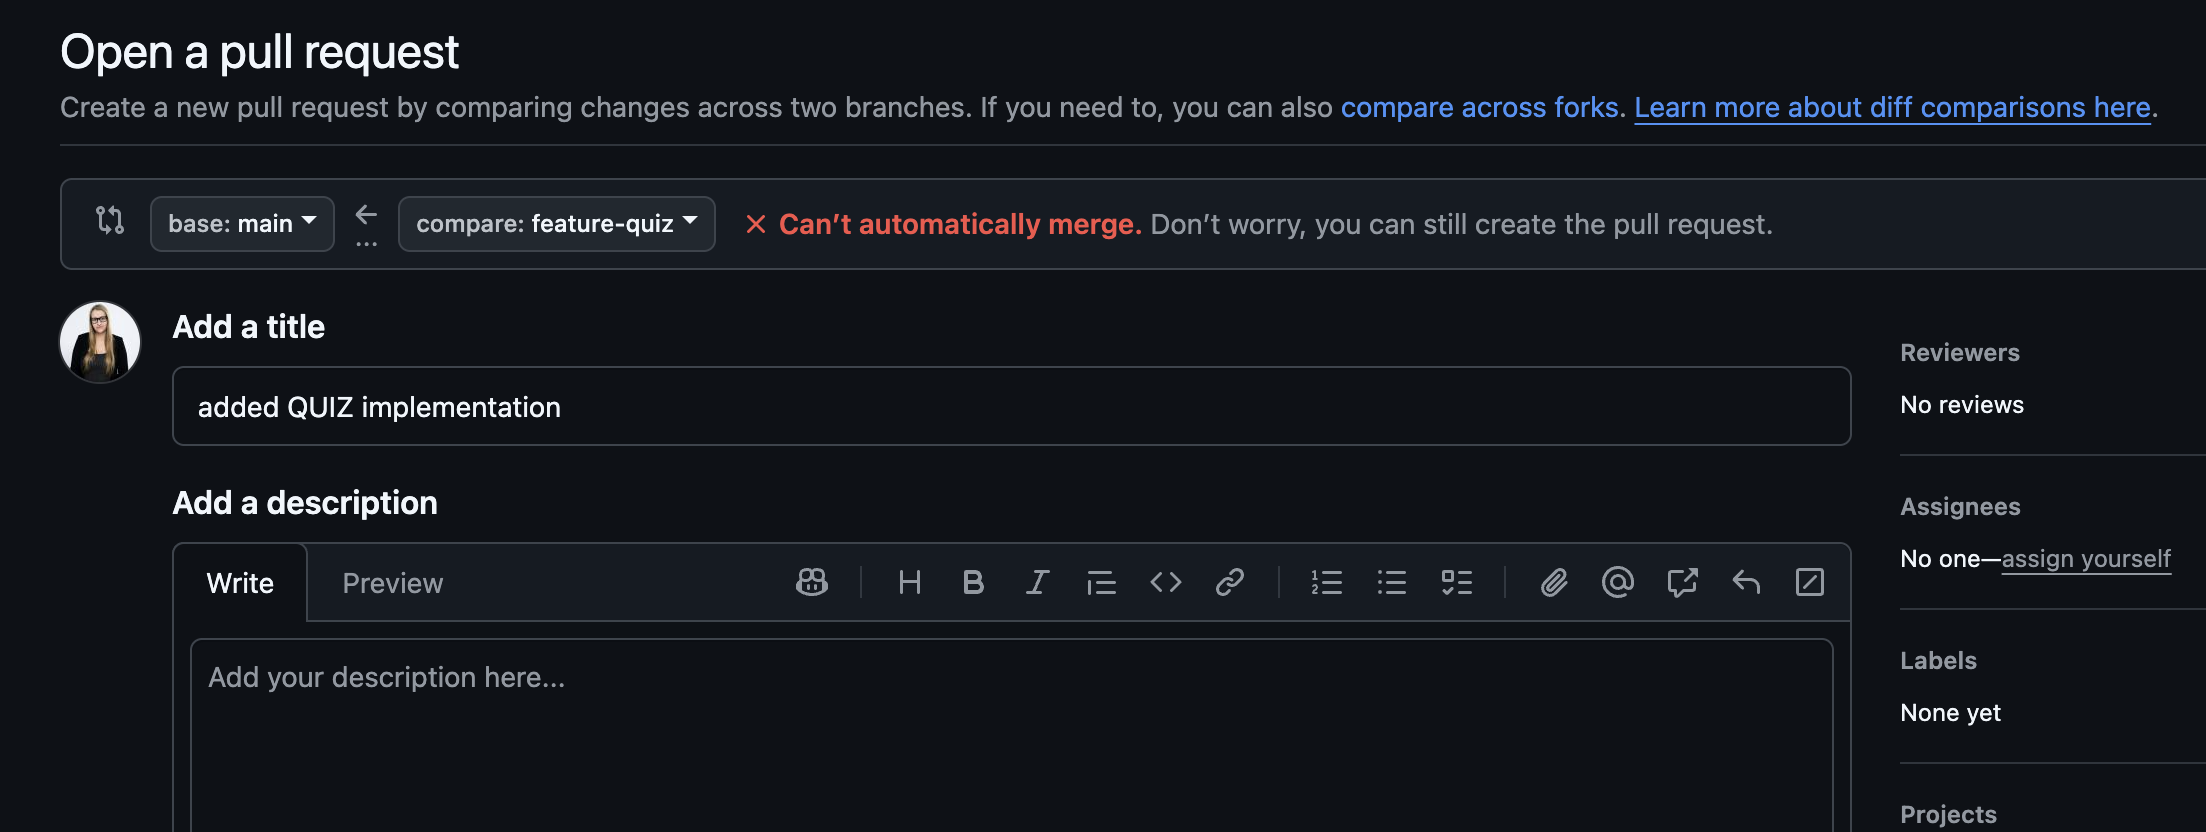 Open a pull request
Create a new pull request by comparing changes across two branches. If you need to, you can also compare across forks. Learn more about diff comparisons here.
base: main
...
compare: feature-quiz
Can’t automatically merge. Don’t worry, you can still create the pull request.
Add a title
added QUIZ implementation
Add a description
Write
Preview
Add your description here...
Reviewers
No reviews
Assignees
No one—assign yourself
Labels
None yet
Projects